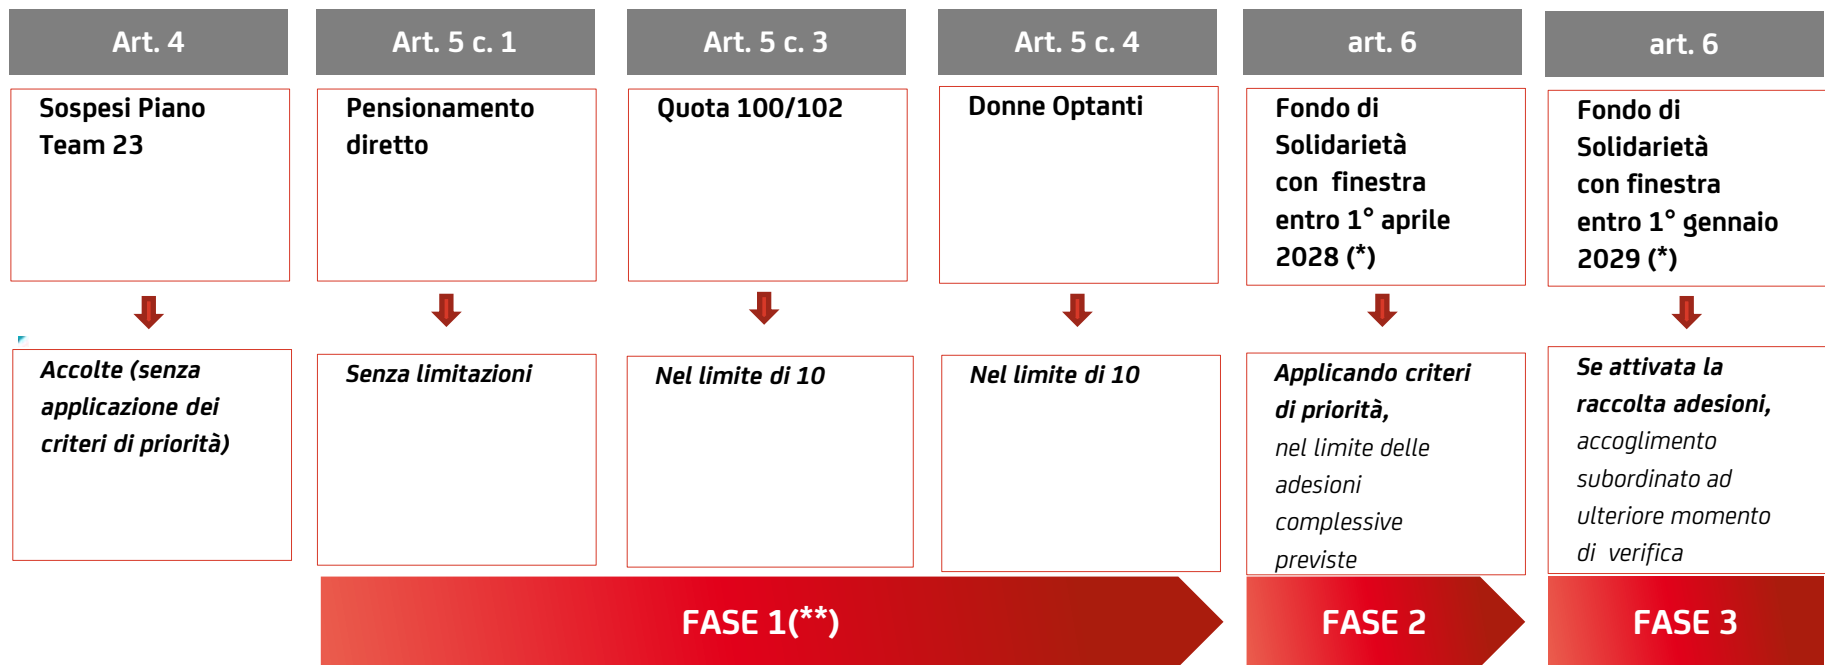 Art. 4
Art. 5 c. 1
Art. 5 c. 3
Art. 5 c. 4
art. 6
art. 6
Sospesi Piano
Team 23
Pensionamento
diretto
Quota 100/102
Donne Optanti
Fondo di
Solidarietà
con finestra
entro 1° aprile
2028 (*)
Fondo di
Solidarietà
con finestra
entro 1° gennaio
2029 (*)
Accolte (senza
applicazione dei
criteri di priorità)
Senza limitazioni
Nel limite di 10
Nel limite di 10
Applicando criteri
di priorità,
nel limite delle
adesioni
complessive
previste
Se attivata la
raccolta adesioni,
accoglimento
subordinato ad
ulteriore momento
di verifica
FASE 1(**)
FASE 2
FASE 3